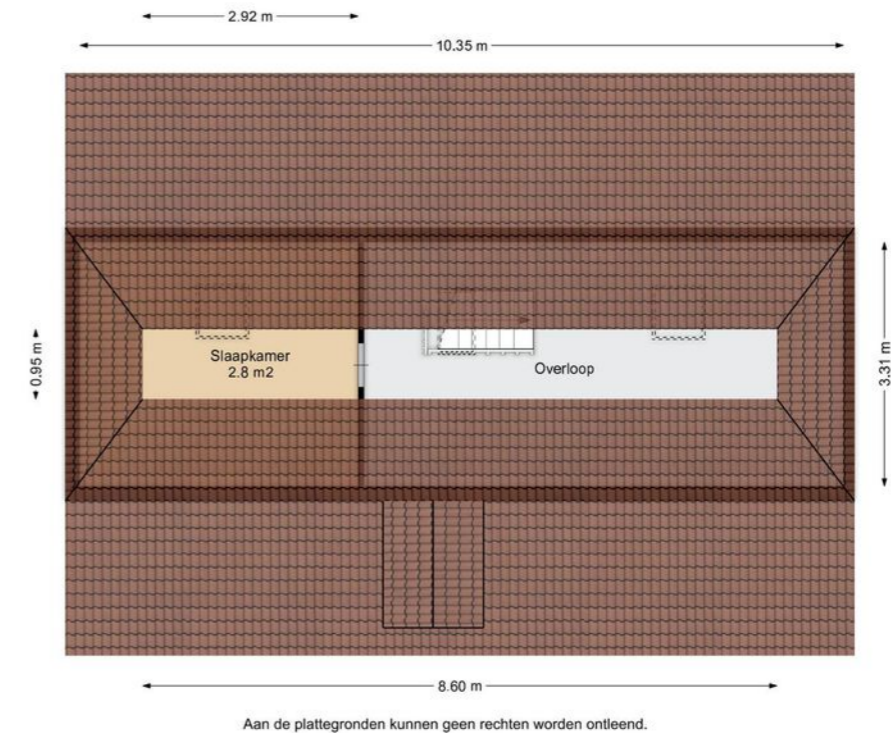 2.92 m
10.35 m
0.95 m
Slaapkamer
2.8 m2
Overloop
3.31 m
8.60 m
Aan de plattegronden kunnen geen rechten worden ontleend.